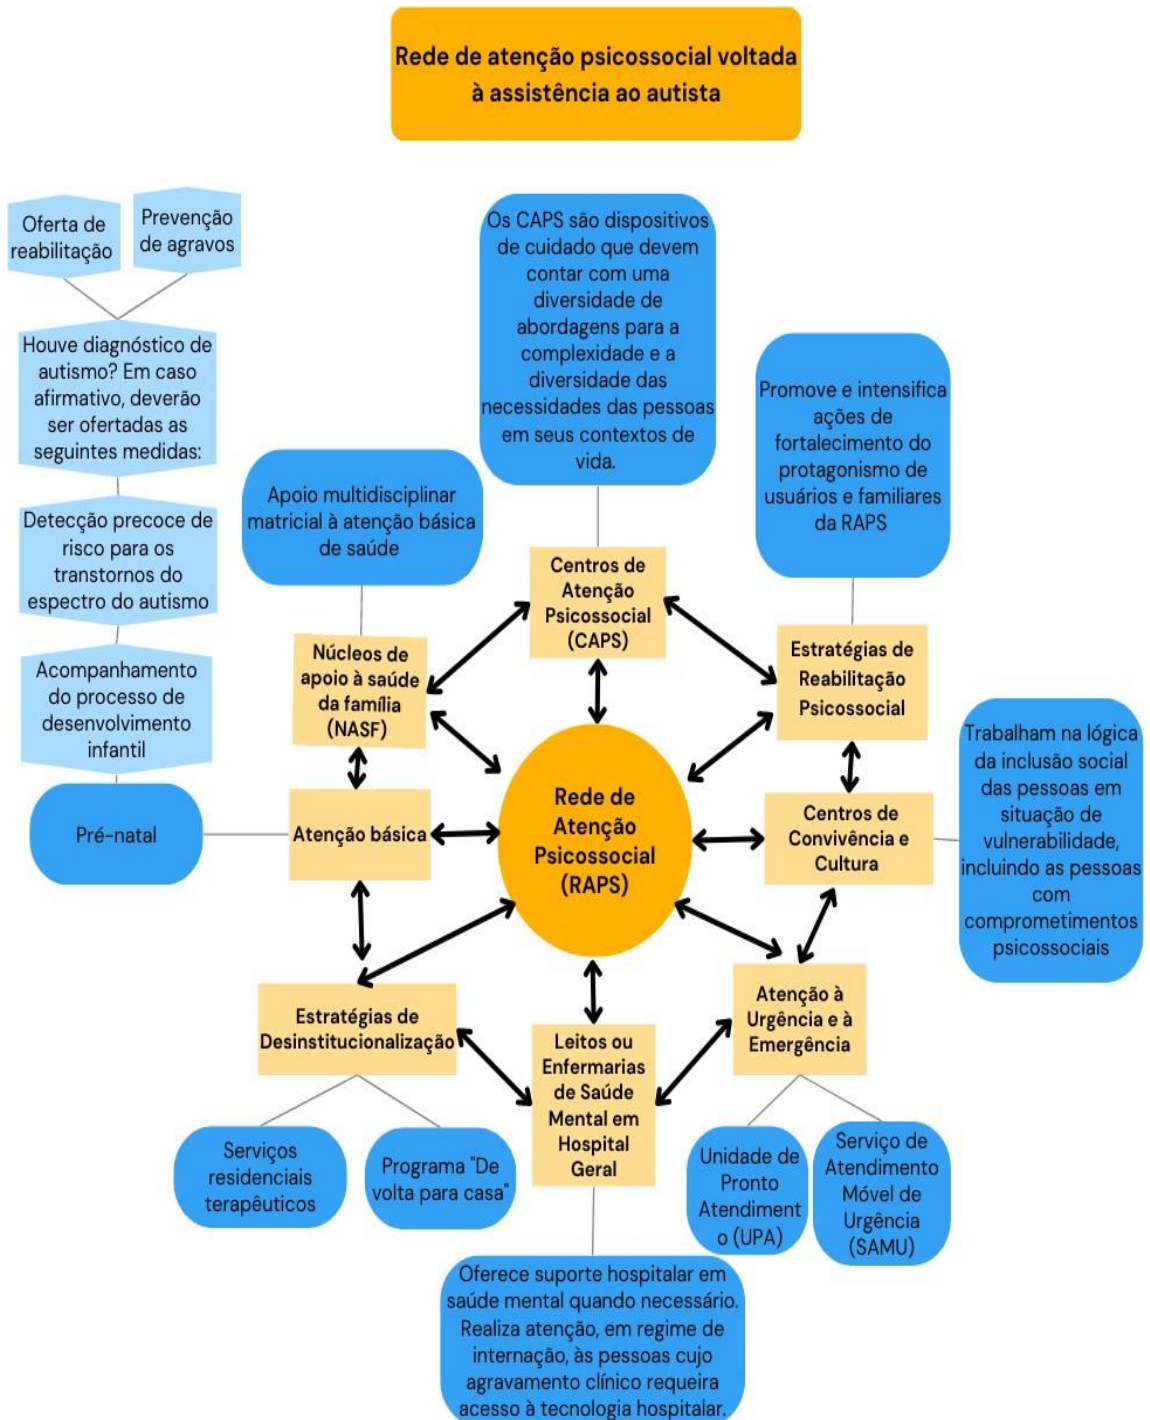 Rede de atenção psicossocial voltada
à assistência ao autista
Oferta de
reabilitação
Prevenção
de agravos
Houve diagnóstico de
autismo? Em caso
afirmativo, deverão
ser ofertadas as
seguintes medidas:
Detecção precoce de
risco para os
transtornos do
espectro do autismo
Acompanhamento
do processo de
desenvolvimento
infantil
Pré-natal
Apoio multidisciplinar
matricial à atenção básica
de saúde
Os CAPS são dispositivos
de cuidado que devem
contar com uma
diversidade de
abordagens para a
complexidade e a
diversidade das
necessidades das pessoas
em seus contextos de
vida.
Promove e intensifica
ações de
fortalecimento do
protagonismo de
usuários e familiares
da RAPS
Centros de
Atenção
Psicossocial
(CAPS)
Núcleos de
apoio à saúde
da família
(NASF)
Estratégias de
Reabilitação
Psicossocial
Trabalham na lógica
da inclusão social
das pessoas em
situação de
vulnerabilidade,
incluindo as pessoas
com
comprometimentos
psicossociais
Atenção básica
Rede de
Atenção
Psicossocial
(RAPS)
Centros de
Convivência e
Cultura
Estratégias de
Desinstitucionalização
Leitos ou
Enfermarias
de Saúde
Mental em
Hospital
Geral
Atenção à
Urgência e à
Emergência
Serviços
residenciais
terapêuticos
Programa "De
volta para casa"
Unidade de
Pronto
Atendiment
o (UPA)
Serviço de
Atendimento
Móvel de
Urgência
(SAMU)
Oferece suporte hospitalar em
saúde mental quando necessário.
Realiza atenção, em regime de
internação, às pessoas cujo
agravamento clínico requeira
acesso à tecnologia hospitalar.